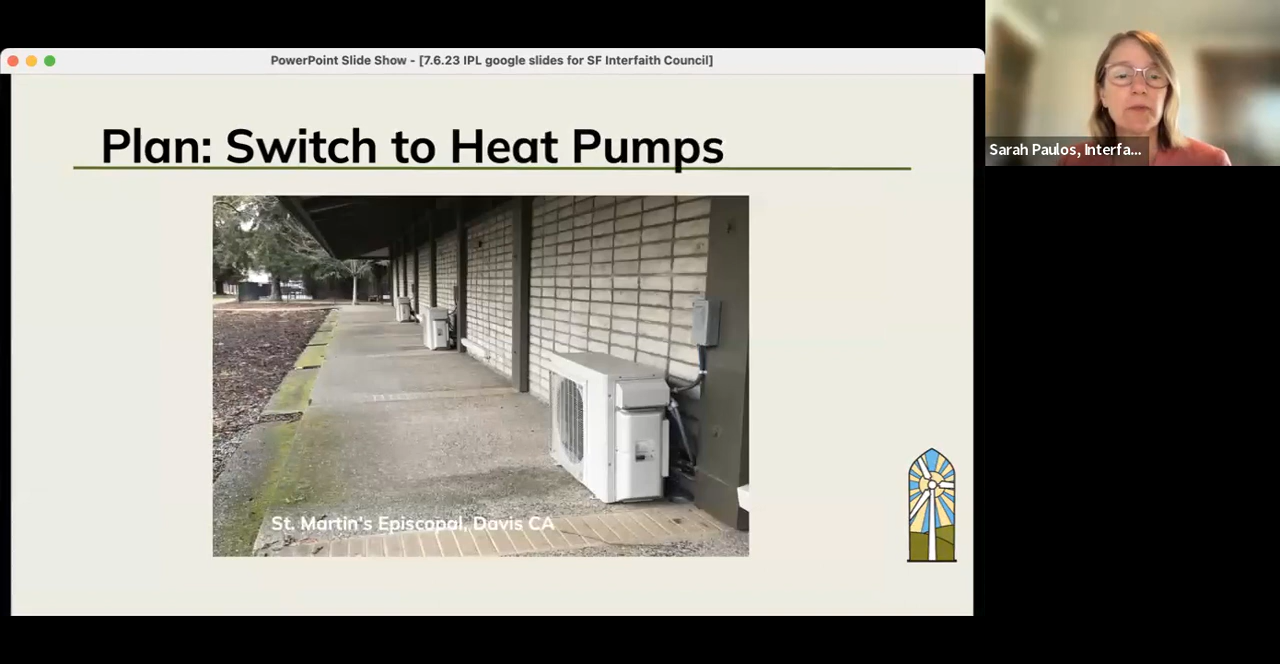 PowerPoint Slide Show - [7.6.23 IPL google slides for SF Interfaith Council]
Plan: Switch to Heat Pumps
St. Martin's Episcopal, Davis CA
Sarah Paulos, Interfa...